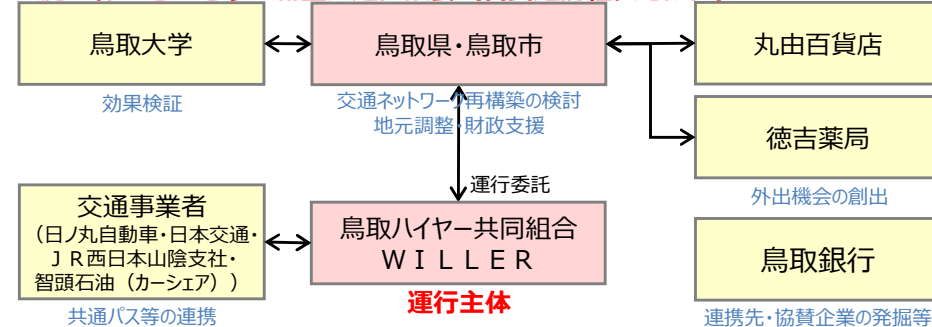 鳥取大学
効果検証
鳥取県・鳥取市
交通ネットワーク再構築の検討
地元調整・財政支援
丸由百貨店
徳吉薬局
外出機会の創出
運行委託
交通事業者
（日ノ丸自動車・日本交通・
ＪＲ西日本山陰支社・
智頭石油（カーシェア））
共通パス等の連携
鳥取ハイヤー共同組合
ＷＩＬＬＥＲ
運行主体
鳥取銀行
連携先・協賛企業の発掘等